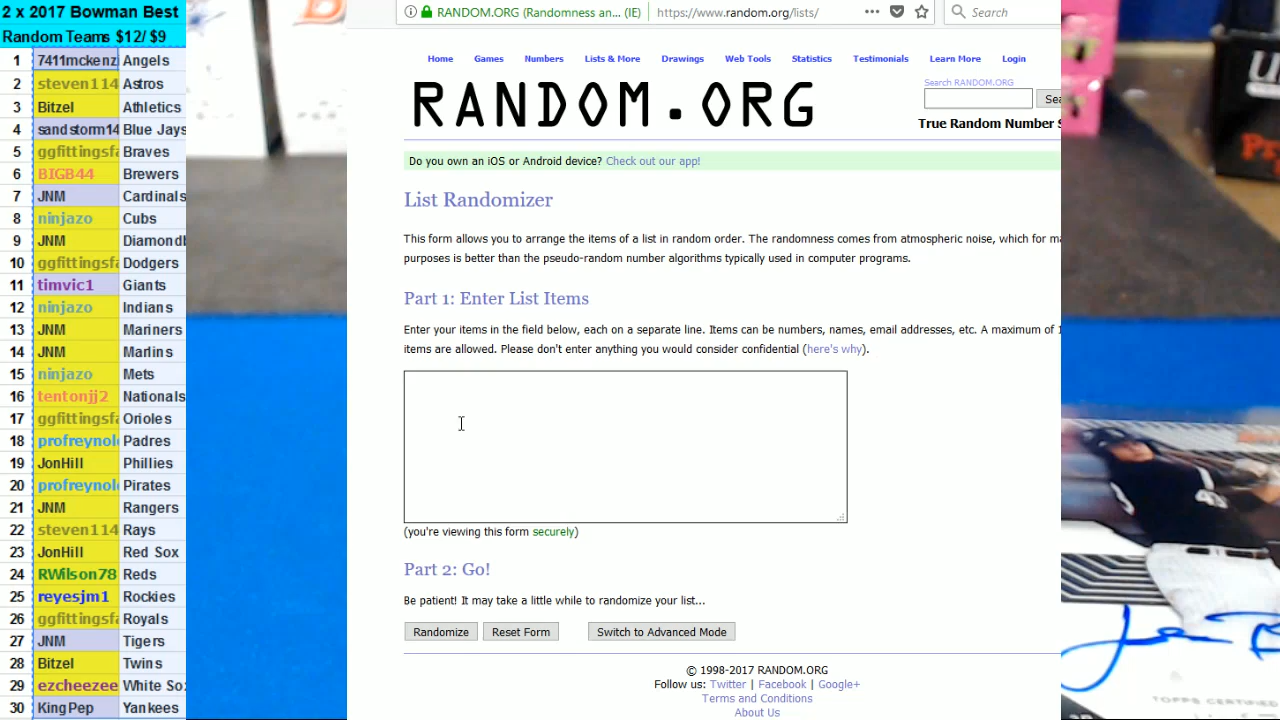 2 x 2017 Bowman Best
Random Teams $12/ $9
1 7411mckenz Angels
2 steven114 Astros
3 Bitzel Athletics
4 sandstorm14 Blue Jays
5 ggfittingsfa Braves
6 BIGB44 Brewers
7 JNM Cardinals
8 ninjazo Cubs
9 JNM Diamond
10 ggfittingsfa Dodgers
11 timvic1 Giants
12 ninjazo Indians
13 JNM Mariners
14 JNM Marlins
15 ninjazo Mets
16 tentonjj2 Nationals
17 ggfittingsfa Orioles
18 profreynol Padres
19 JonHill Phillies
20 profreynol Pirates
21 JNM Rangers
22 steven114 Rays
23 JonHill Red Sox
24 RWilson78 Reds
25 reyesjm1 Rockies
26 ggfittingsfa Royals
27 JNM Tigers
28 Bitzel Twins
29 ezcheezee White Sox
30 KingPep Yankees
RANDOM.ORG (Randomness an... (IE) https://www.random.org/lists/ Search
Home Games Numbers Lists & More Drawings Web Tools Statistics Testimonials Learn More Login
RANDOM.ORG
Search RANDOM.ORG
Sea
True Random Number S
Do you own an iOS or Android device? Check out our app!
List Randomizer
This form allows you to arrange the items of a list in random order. The randomness comes from atmospheric noise, which for ma
purposes is better than the pseudo-random number algorithms typically used in computer programs.
Part 1: Enter List Items
Enter your items in the field below, each on a separate line. Items can be numbers, names, email addresses, etc. A maximum of 1
items are allowed. Please don't enter anything you would consider confidential (here's why).
(you're viewing this form securely)
Part 2: Go!
Be patient! It may take a little while to randomize your list...
Randomize Reset Form Switch to Advanced Mode
© 1998-2017 RANDOM.ORG
Follow us: Twitter | Facebook | Google+
Terms and Conditions
About Us
TOPPS CERTIFIED